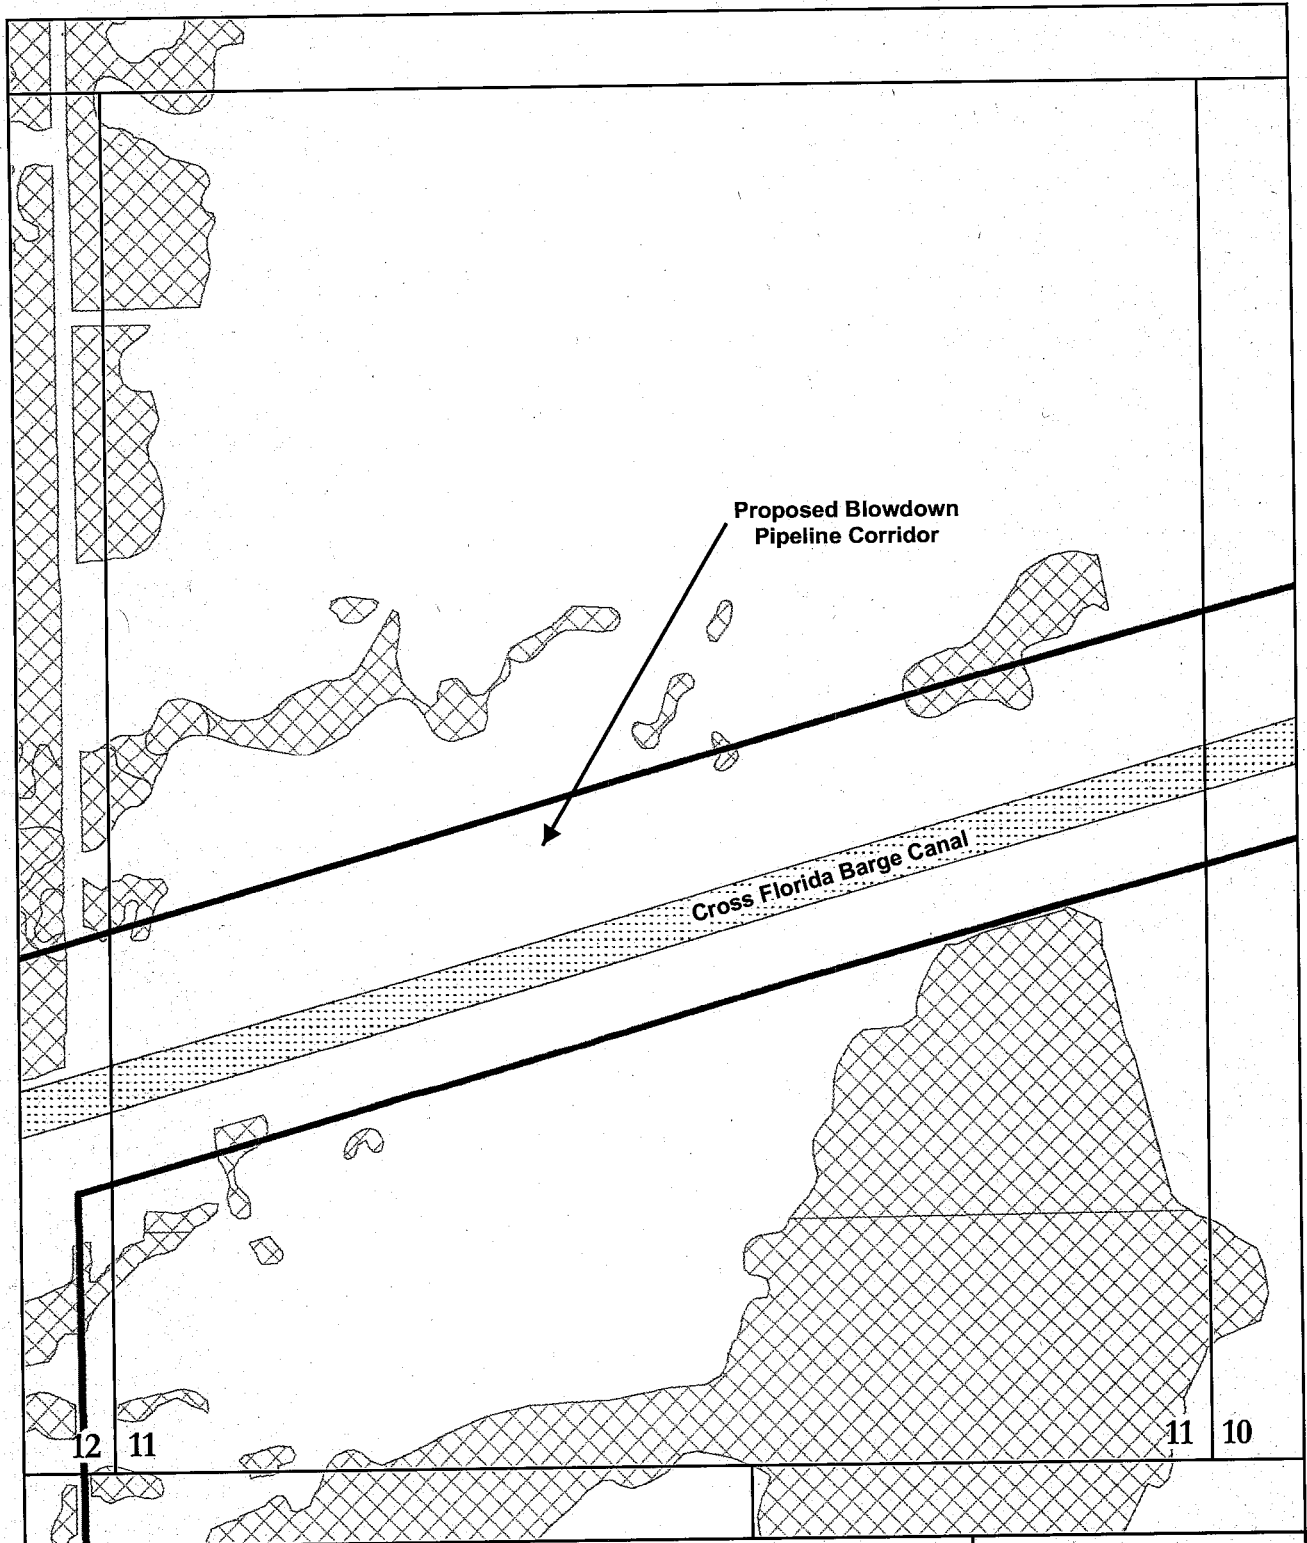 Proposed Blowdown
Pipeline Corridor
Cross Florida Barge Canal
12 11
11 10